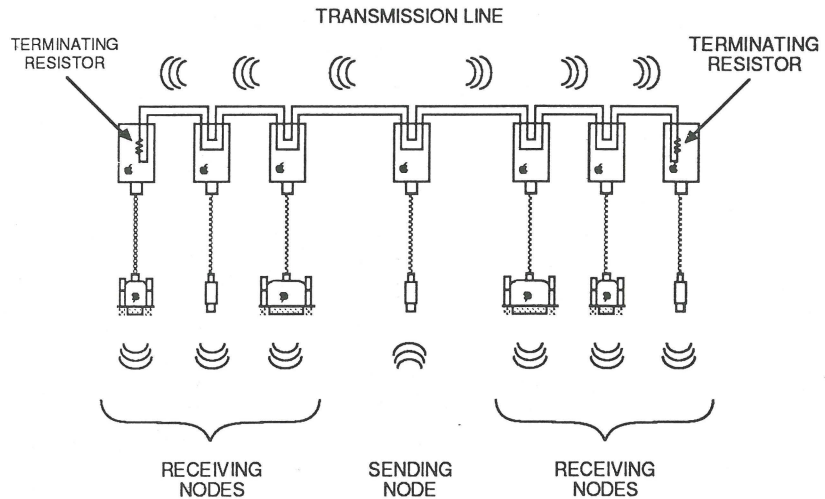 TRANSMISSION LINE
TERMINATING
RESISTOR
TERMINATING
RESISTOR
RECEIVING
NODES
SENDING
NODE
RECEIVING
NODES